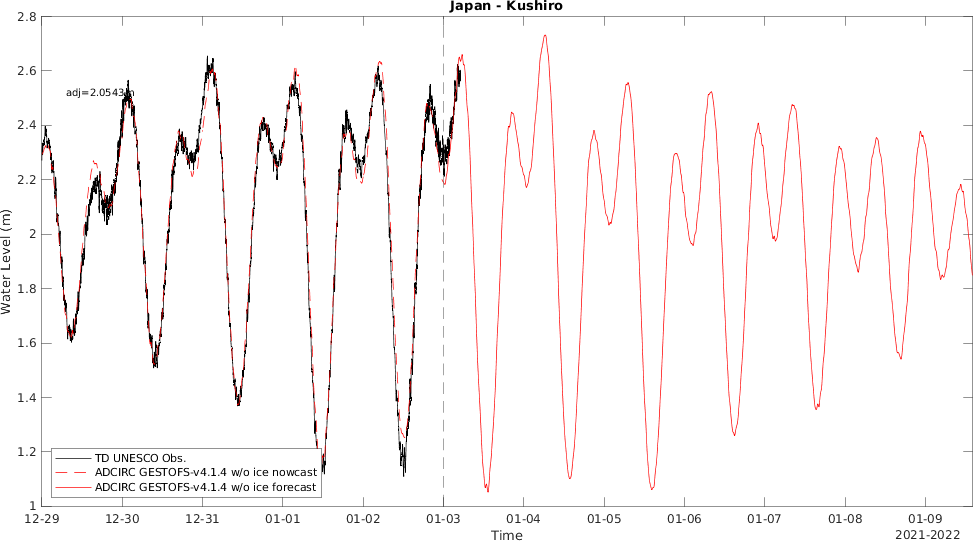 Japan - Kushiro
Water Level (m)
2.8
2.6
2.4
2.2
2
1.8
1.6
1.4
1.2
1
adj=2.0543m
TD UNESCO Obs.
ADCIRC GESTOFS-v4.1.4 w/o ice nowcast
ADCIRC GESTOFS-v4.1.4 w/o ice forecast
12-29 12-30 12-31 01-01 01-02 01-03 01-04 01-05 01-06 01-07 01-08 01-09
Time
2021-2022